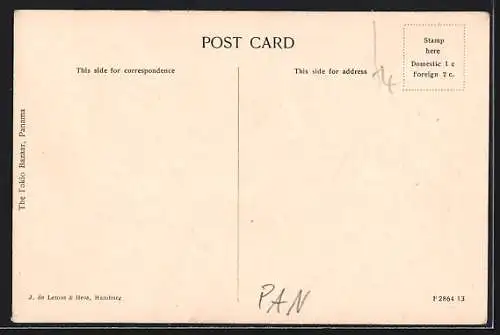 POST CARD
This side for correspondence
This side for address
Stamp
here
Domestic 1 c
Foreign 2 c.
The Tokio Bazaar, Panama
J. de Lemos & Hess, Hamburg
PAN
F 2864 13